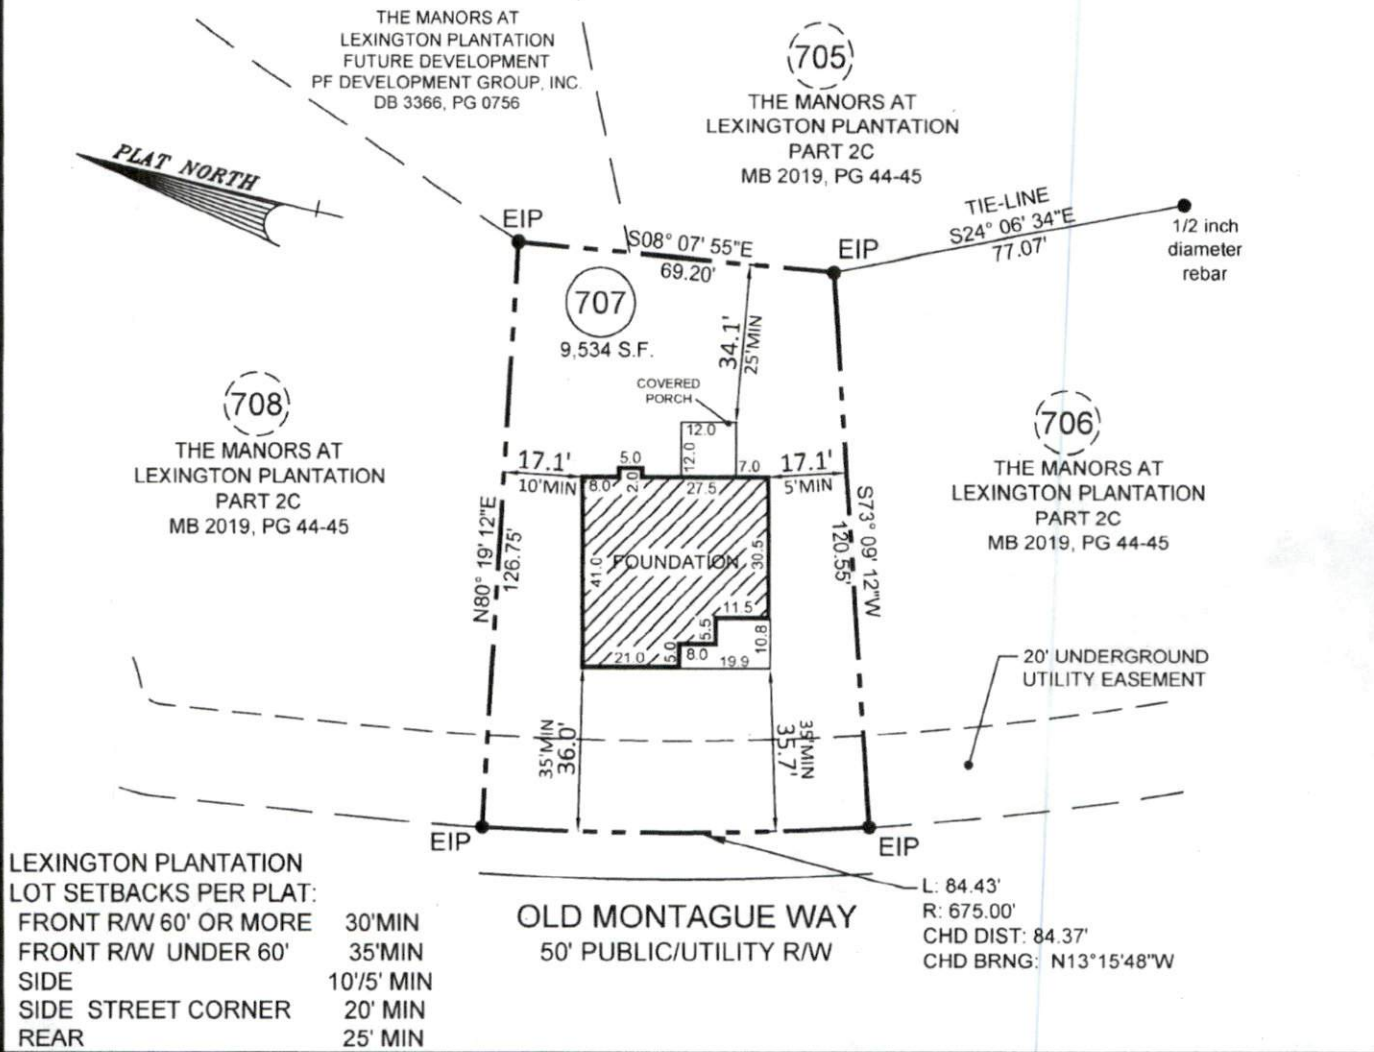 THE MANORS AT
LEXINGTON PLANTATION
FUTURE DEVELOPMENT
PF DEVELOPMENT GROUP, INC.
DB 3366, PG 0756
705
THE MANORS AT
LEXINGTON PLANTATION
PART 2C
MB 2019, PG 44-45
PLAT NORTH
EIP
S08° 07' 55"E
69.20'
EIP
TIE-LINE
S24° 06' 34"E
77.07'
1/2 inch
diameter
rebar
707
9,534 S.F.
34.1'
25'MIN
COVERED
PORCH
12.0
12.0
708
THE MANORS AT
LEXINGTON PLANTATION
PART 2C
MB 2019, PG 44-45
706
THE MANORS AT
LEXINGTON PLANTATION
PART 2C
MB 2019, PG 44-45
17.1'
10'MIN
5.0
8.0
2.0
27.5
7.0
17.1'
5'MIN
N80° 19' 12"E
126.75'
41.0
FOUNDATION
30.5
S73° 09' 12"W
120.55'
11.5
5.5
10.8
21.0
5.0
8.0
19.9
20' UNDERGROUND
UTILITY EASEMENT
35'MIN
36.0'
35'MIN
35.7'
EIP
EIP
LEXINGTON PLANTATION
LOT SETBACKS PER PLAT:
FRONT R/W 60' OR MORE 30'MIN
FRONT R/W UNDER 60' 35'MIN
SIDE 10'/5' MIN
SIDE STREET CORNER 20' MIN
REAR 25' MIN
OLD MONTAGUE WAY
50' PUBLIC/UTILITY R/W
L: 84.43'
R: 675.00'
CHD DIST: 84.37'
CHD BRNG: N13°15'48"W